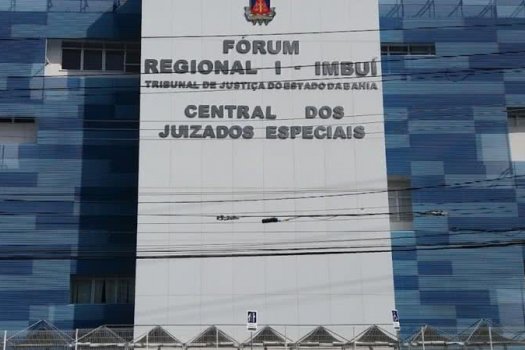 FÓRUM
REGIONAL I - IMBUÍ
TRIBUNAL DE JUSTIÇA DO ESTADO DA BAHIA
CENTRAL DOS
JUIZADOS ESPECIAIS